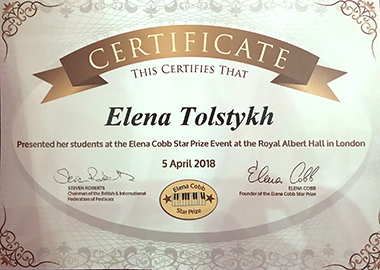 CERTIFICATE
THIS CERTIFIES THAT
Elena Tolstykh
Presented her students at the Elena Cobb Star Prize Event at the Royal Albert Hall in London
5 April 2018
Steve Roberts
Elena Cobb
STEVEN ROBERTS
Chairman of the British & International
Federation of Festivals
Elena Cobb
Star Prize
ELENA COBB
Founder of the Elena Cobb Star Prize